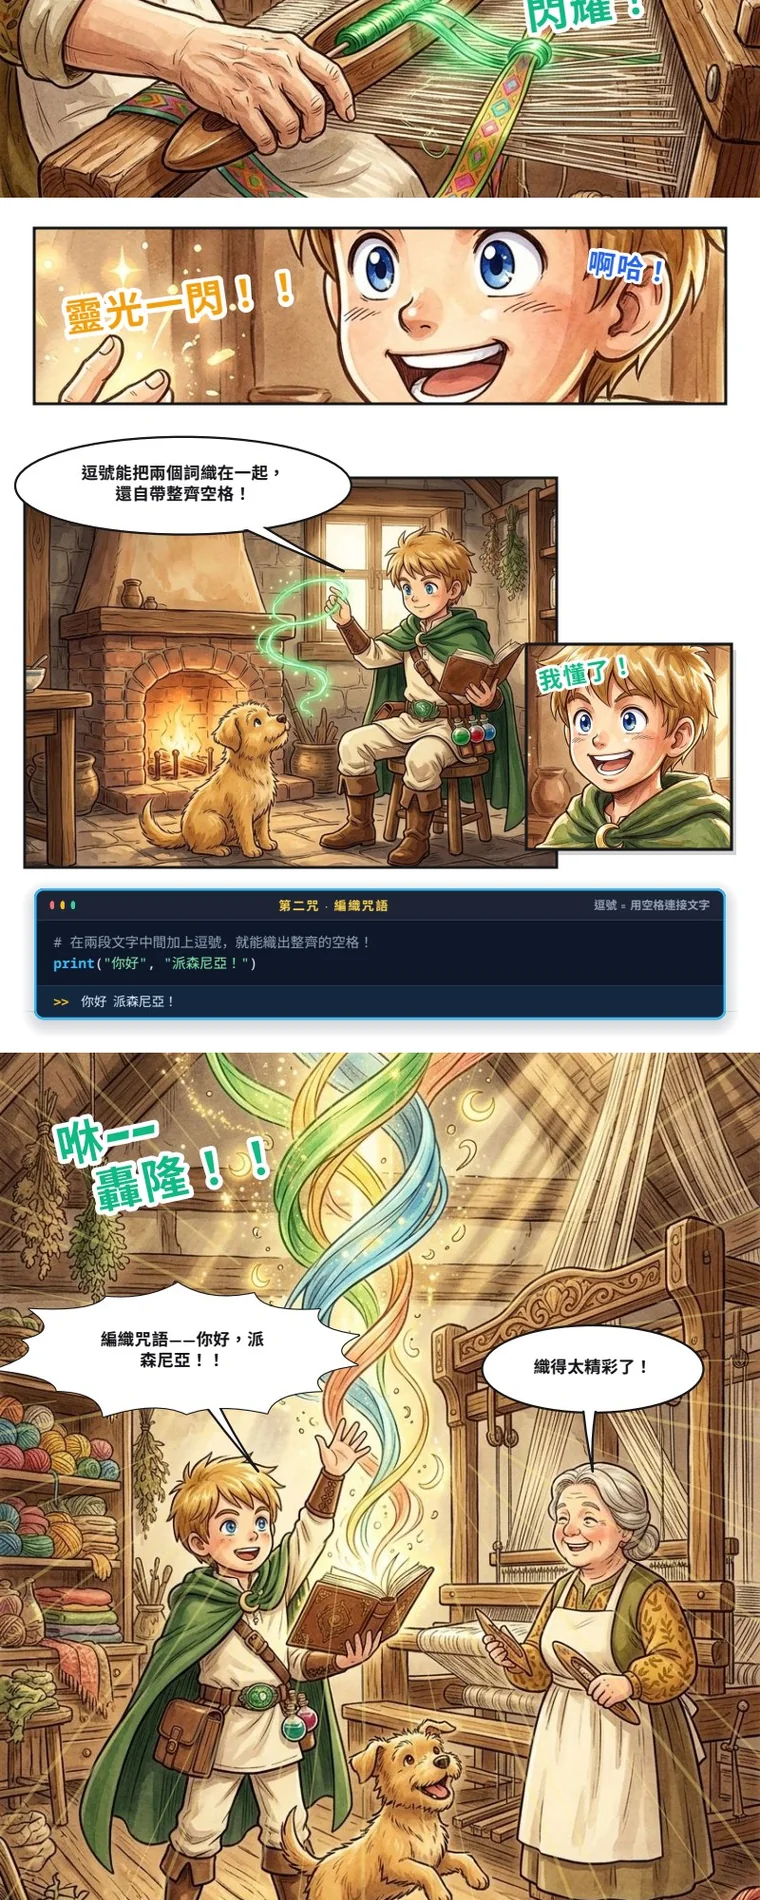 閃耀！
靈光一閃！！
啊哈！
逗號能把兩個詞織在一起，
還自帶整齊空格！
我懂了！
第二咒 · 編織咒語
逗號 = 用空格連接文字
# 在兩段文字中間加上逗號，就能織出整齊的空格！
print("你好", "派森尼亞！")
>> 你好 派森尼亞！
咻——
轟隆！！
編織咒語——你好，派
森尼亞！！
織得太精彩了！